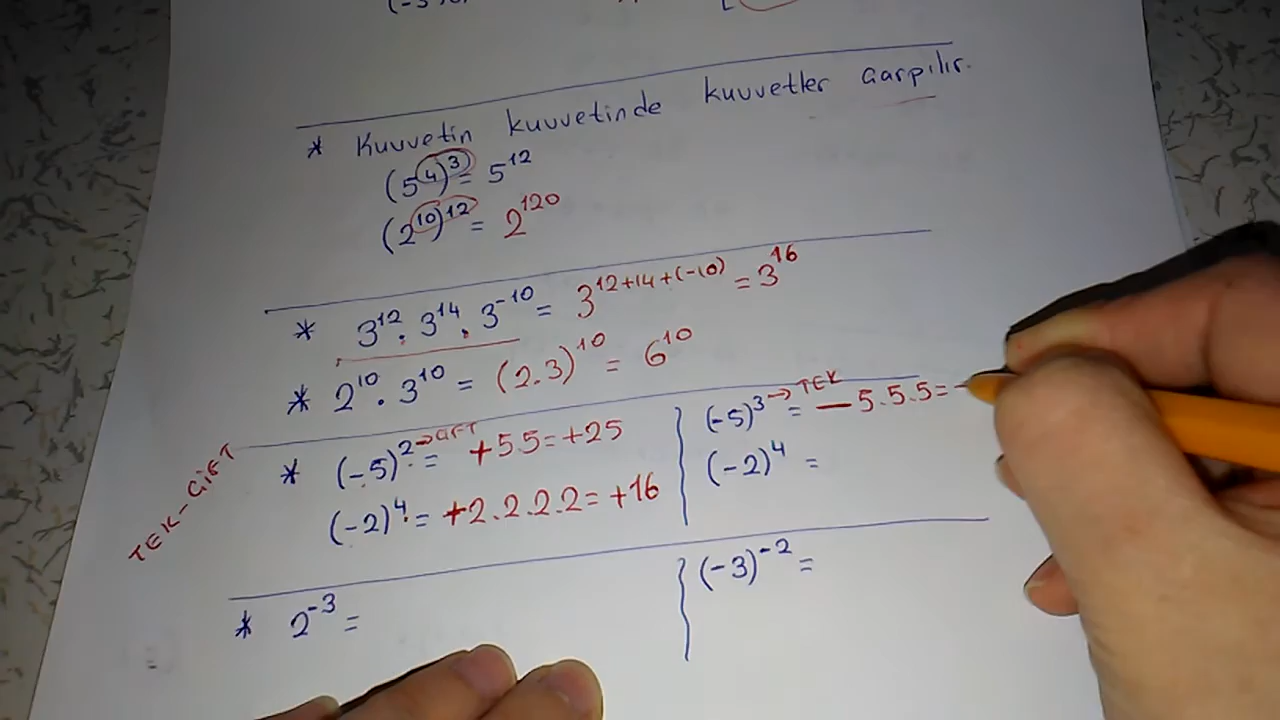 * Kuvvetin kuvvetinde kuvvetler çarpılır.
(5⁴)³ = 5¹²
(2¹⁰)¹² = 2¹²⁰
* 3¹² . 3¹⁴ . 3⁻¹⁰ = 3¹²⁺¹⁴⁺⁽⁻¹⁰⁾ = 3¹⁶
* 2¹⁰ . 3¹⁰ = (2.3)¹⁰ = 6¹⁰
TEK-ÇİFT
* (-5)² → ÇİFT = +5.5 = +25
(-2)⁴ = +2.2.2.2 = +16
(-5)³ → TEK = -5.5.5 = -
(-2)⁴ =
* 2⁻³ =
(-3)⁻² =